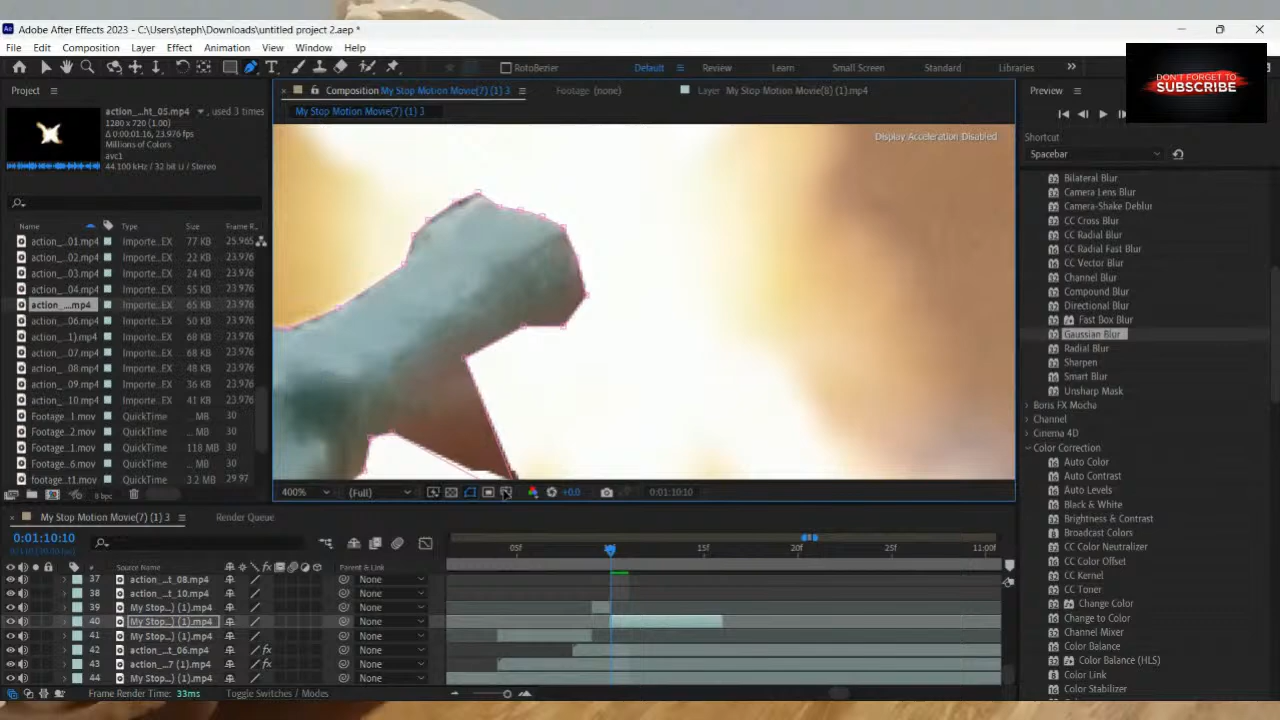 Adobe After Effects 2023 - C:\Users\steph\Downloads\untitled project 2.aep *
File Edit Composition Layer Effect Animation View Window Help
RotoBezier Default Review Learn Small Screen Standard Libraries
DON'T FORGET TO
SUBSCRIBE
Project
action_...ht_05.mp4 , used 3 times
1280 x 720 (1.00)
Δ 0:00:01:16, 23.976 fps
Millions of Colors
avc1
44.100 kHz / 32 bit U / Stereo
Name Type Size Frame R...
action_...01.mp4 Importe...EX 77 KB 25.965
action_...02.mp4 Importe...EX 22 KB 23.976
action_...03.mp4 Importe...EX 24 KB 23.976
action_...04.mp4 Importe...EX 55 KB 23.976
action_....mp4 Importe...EX 65 KB 23.976
action_...06.mp4 Importe...EX 50 KB 23.976
action_...1).mp4 Importe...EX 68 KB 23.976
action_...07.mp4 Importe...EX 68 KB 23.976
action_...08.mp4 Importe...EX 48 KB 23.976
action_...09.mp4 Importe...EX 36 KB 23.976
action_...10.mp4 Importe...EX 41 KB 23.976
Footage...1.mov QuickTime ... MB 30
Footage...2.mov QuickTime ... MB 30
Footage...1.mov QuickTime 118 MB 30
Footage...6.mov QuickTime ... MB 30
footage...t1.mov QuickTime 3.2 MB 29.97
8 bpc
Composition My Stop Motion Movie(7) (1) 3
Footage (none)
Layer My Stop Motion Movie(8) (1).mp4
My Stop Motion Movie(7) (1) 3
Display Acceleration Disabled
400% (Full) +0.0 0:01:10:10
Preview
Shortcut
Spacebar
Bilateral Blur
Camera Lens Blur
Camera-Shake Deblur
CC Cross Blur
CC Radial Blur
CC Radial Fast Blur
CC Vector Blur
Channel Blur
Compound Blur
Directional Blur
Fast Box Blur
Gaussian Blur
Radial Blur
Sharpen
Smart Blur
Unsharp Mask
Boris FX Mocha
Channel
Cinema 4D
Color Correction
Auto Color
Auto Contrast
Auto Levels
Black & White
Brightness & Contrast
Broadcast Colors
CC Color Neutralizer
CC Color Offset
CC Kernel
CC Toner
Change Color
Change to Color
Channel Mixer
Color Balance
Color Balance (HLS)
Color Link
Color Stabilizer
My Stop Motion Movie(7) (1) 3 Render Queue
0:01:10:10
05f 15f 20f 25f 11:00f
# Source Name Parent & Link
37 action_...t_08.mp4 None
38 action_...t_10.mp4 None
39 My Stop...) (1).mp4 None
40 My Stop...) (1).mp4 None
41 My Stop...) (1).mp4 None
42 action_...t_06.mp4 None
43 action_...7 (1).mp4 None
44 My Stop...) (1).mp4 None
Frame Render Time: 33ms Toggle Switches / Modes